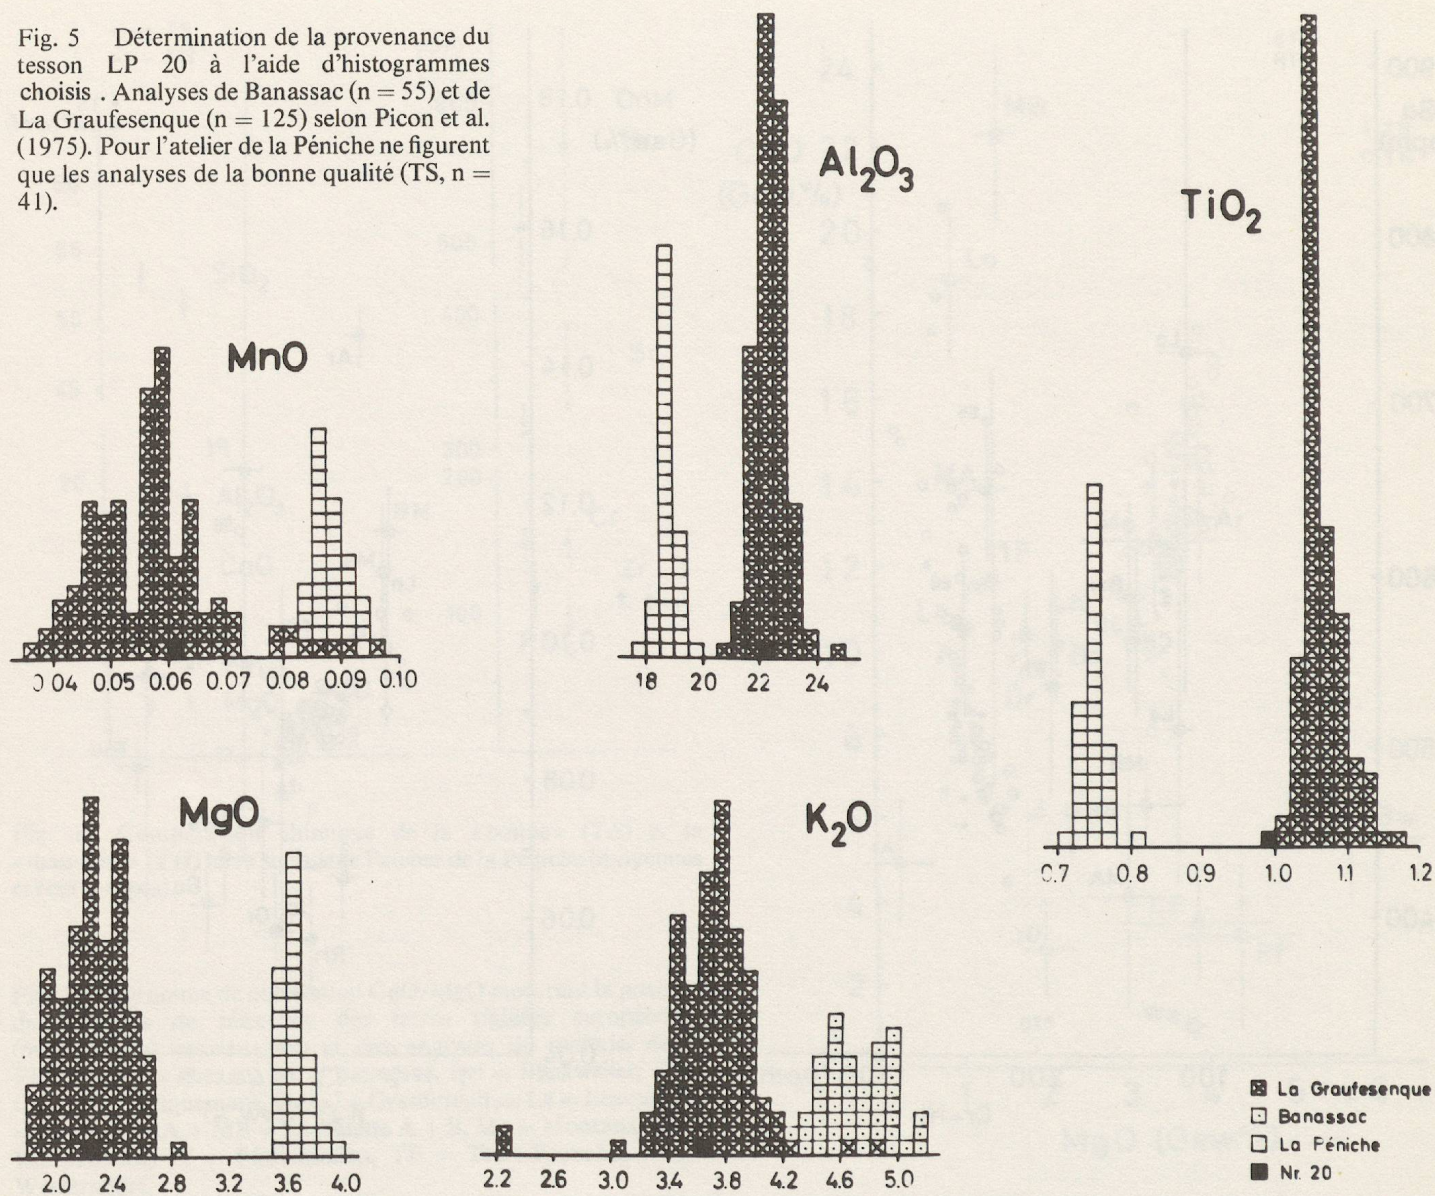 Fig. 5 Détermination de la provenance du
tesson LP 20 à l'aide d'histogrammes
choisis . Analyses de Banassac (n = 55) et de
La Graufesenque (n = 125) selon Picon et al.
(1975). Pour l'atelier de la Péniche ne figurent
que les analyses de la bonne qualité (TS, n =
41).
Al₂O₃
TiO₂
MnO
0.04 0.05 0.06 0.07 0.08 0.09 0.10
18 20 22 24
0.7 0.8 0.9 1.0 1.1 1.2
MgO
K₂O
2.0 2.4 2.8 3.2 3.6 4.0
2.2 2.6 3.0 3.4 3.8 4.2 4.6 5.0
La Graufesenque
Banassac
La Péniche
Nr. 20